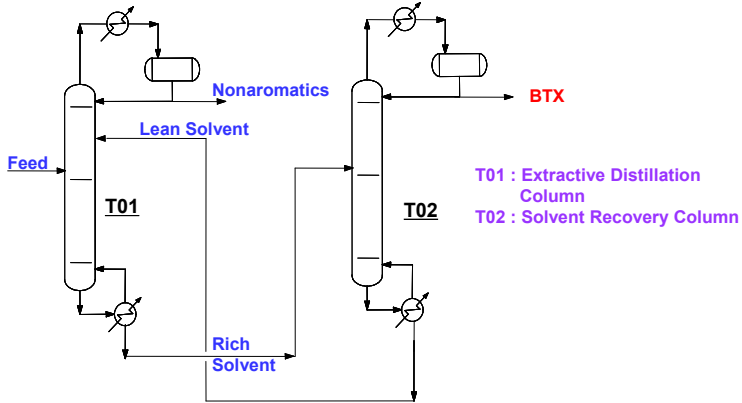 Nonaromatics
BTX
Lean Solvent
Feed
T01 : Extractive Distillation
Column
T02 : Solvent Recovery Column
T01
T02
Rich
Solvent